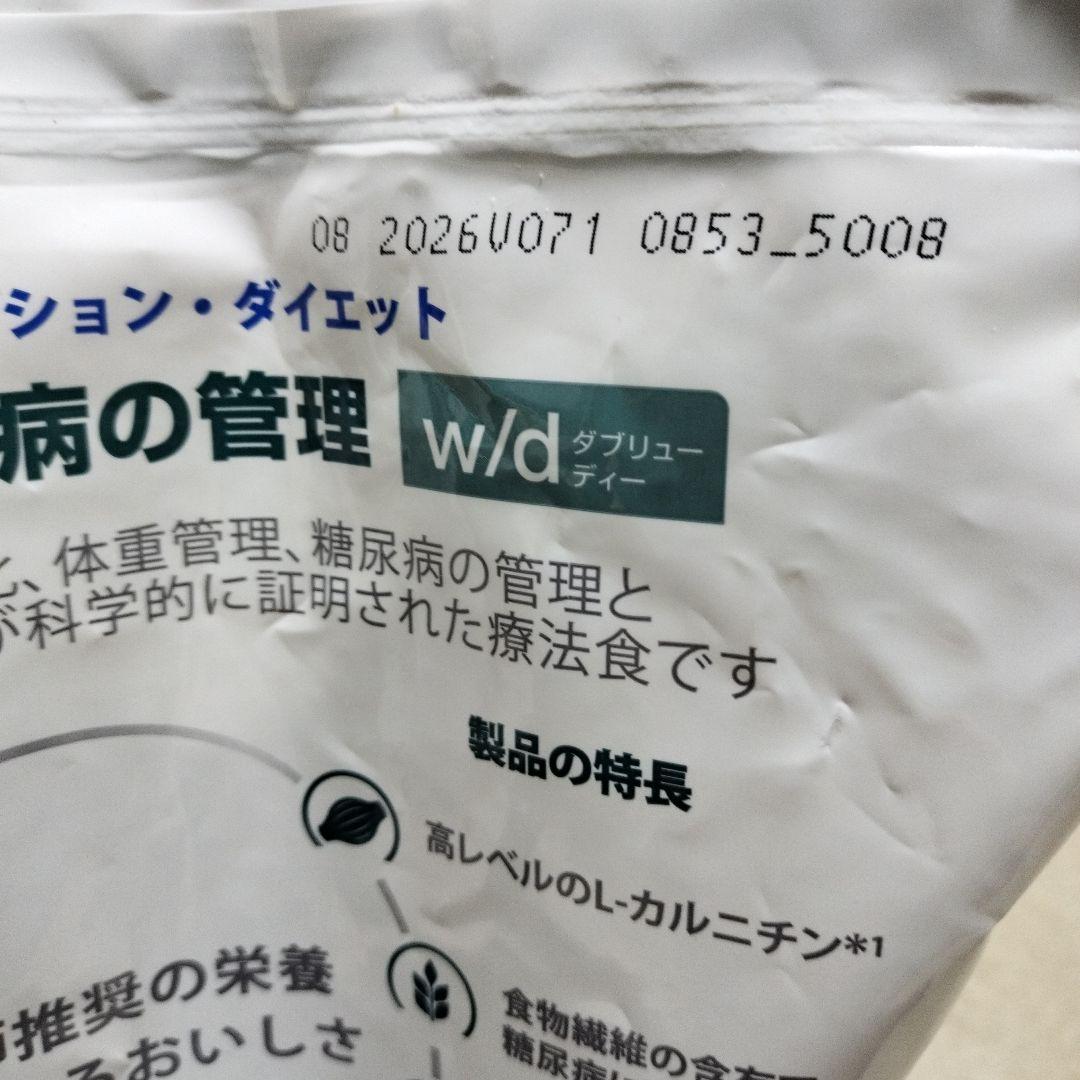 08 2026V071 0853_5008
ション・ダイエット
病の管理
w/d ダブリュー
ディー
、体重管理、糖尿病の管理と
が科学的に証明された療法食です
製品の特長
高レベルのL-カルニチン*1
推奨の栄養
るおいしさ
食物繊維の含有
糖尿病